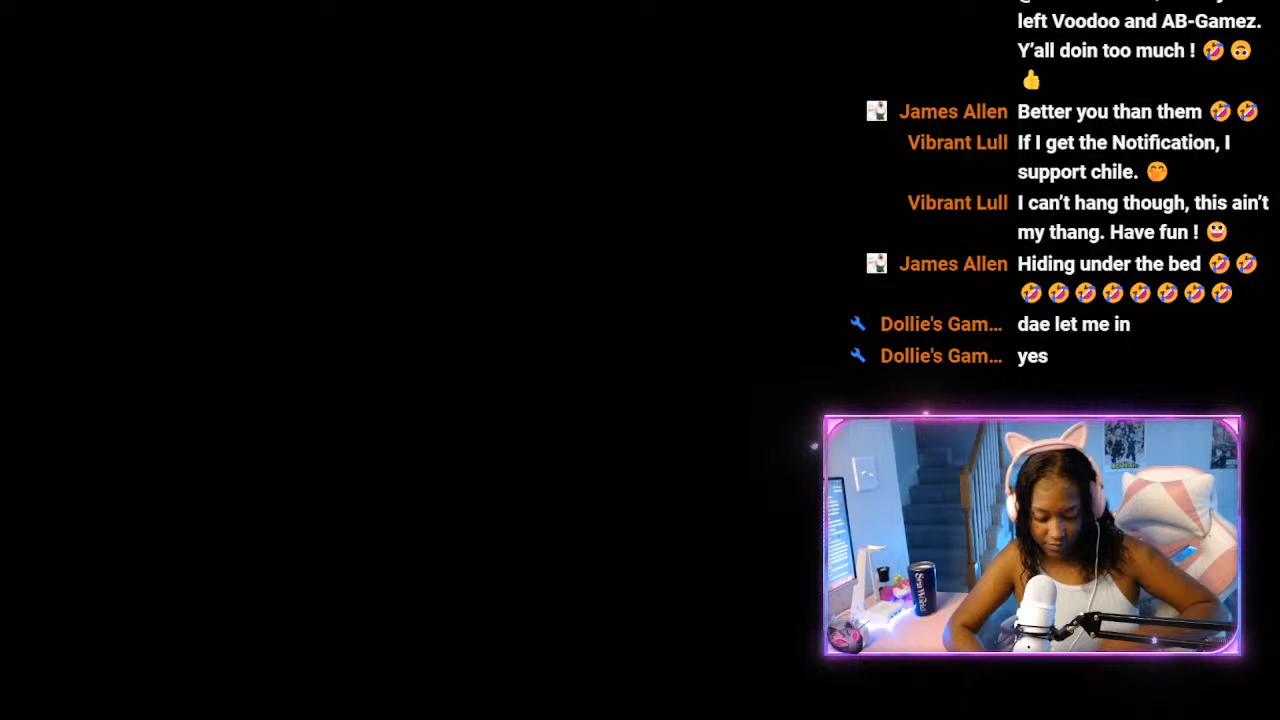 left Voodoo and AB-Gamez.
Y’all doin too much ! 🤣 🙃
👍
James Allen Better you than them 🤣 🤣
Vibrant Lull If I get the Notification, I
support chile. 🤭
Vibrant Lull I can’t hang though, this ain’t
my thang. Have fun ! 😀
James Allen Hiding under the bed 🤣 🤣
🤣 🤣 🤣 🤣 🤣 🤣 🤣 🤣
Dollie's Gam... dae let me in
Dollie's Gam... yes
SeaWorld